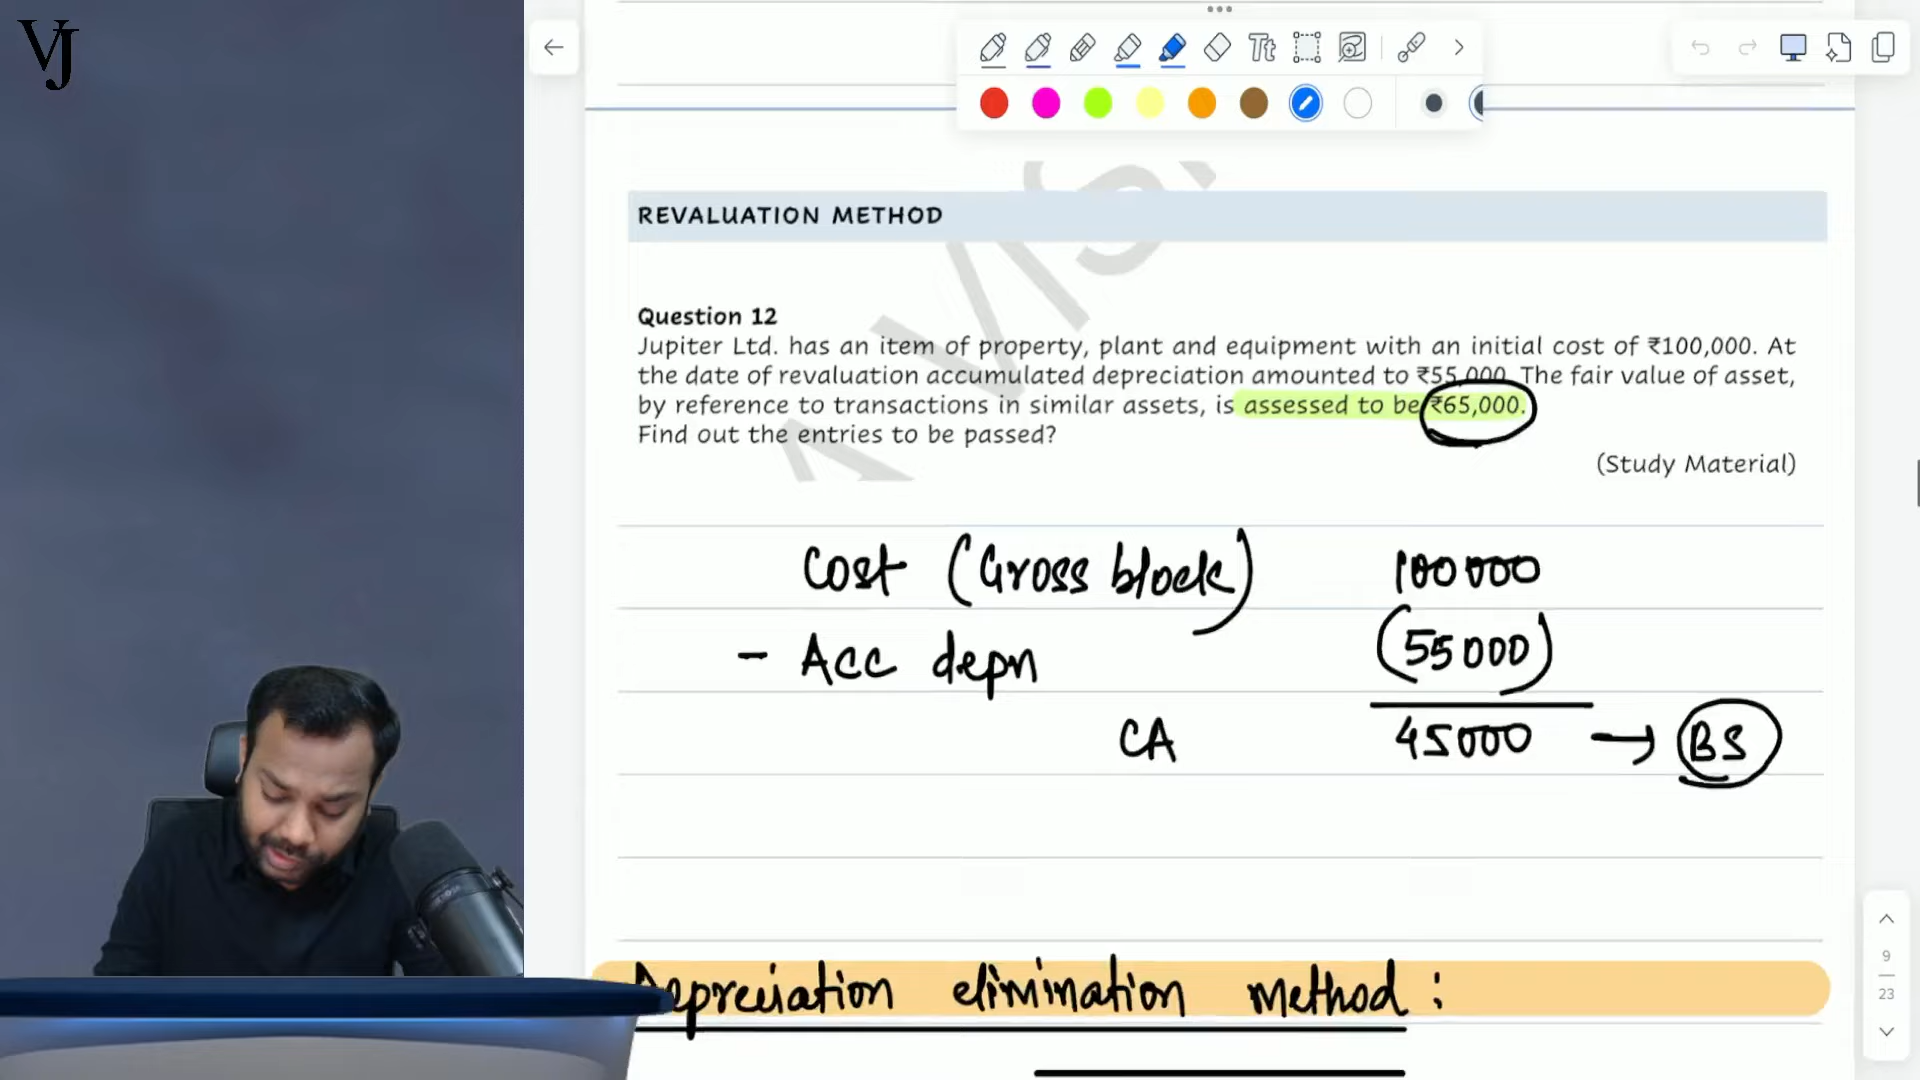 VJ
Tt
REVALUATION METHOD
Question 12
Jupiter Ltd. has an item of property, plant and equipment with an initial cost of ₹100,000. At
the date of revaluation accumulated depreciation amounted to ₹55,000. The fair value of asset,
by reference to transactions in similar assets, is assessed to be ₹65,000.
Find out the entries to be passed?
(Study Material)
Cost (Gross block) 100000
- Acc depn (55000)
CA 45000 → BS
Depreciation elimination method :
9
23